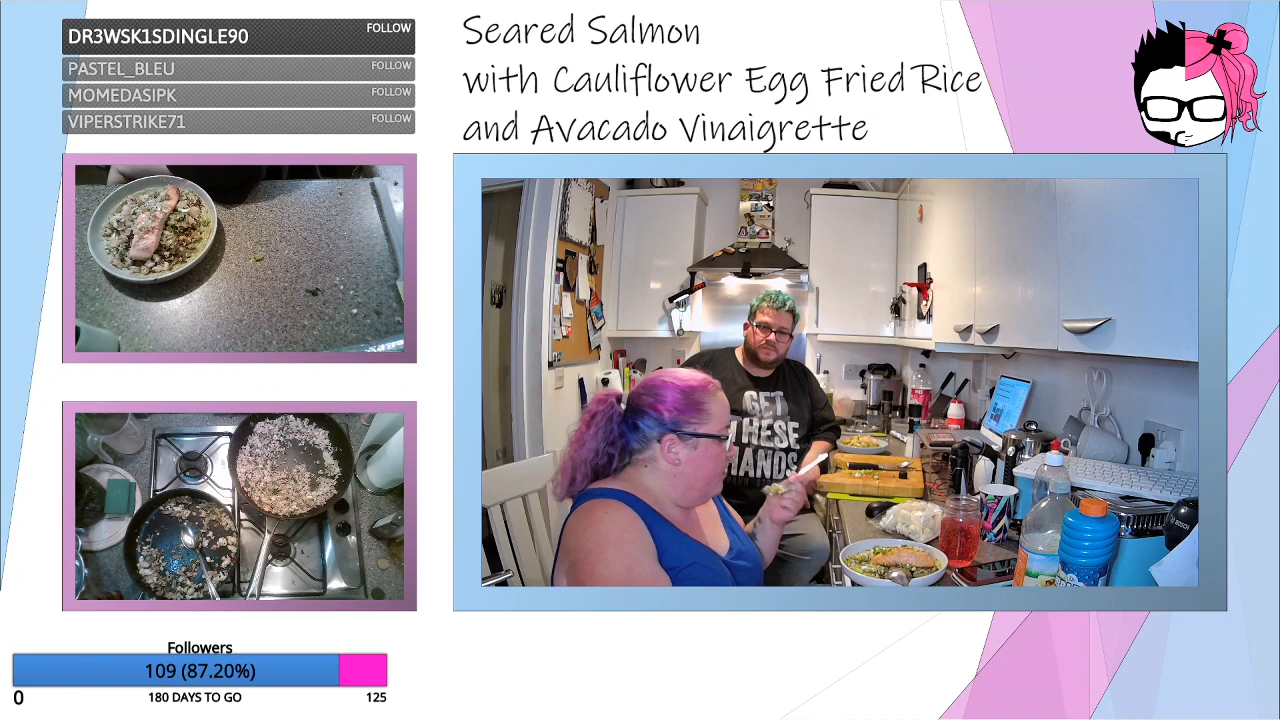 DR3WSK1SDINGLE90 FOLLOW
PASTEL_BLEU FOLLOW
MOMEDASIPK FOLLOW
VIPERSTRIKE71 FOLLOW
Seared Salmon
with Cauliflower Egg Fried Rice
and Avacado Vinaigrette
GET
THESE
HANDS
BOSCH
Followers
109 (87.20%)
0 180 DAYS TO GO 125